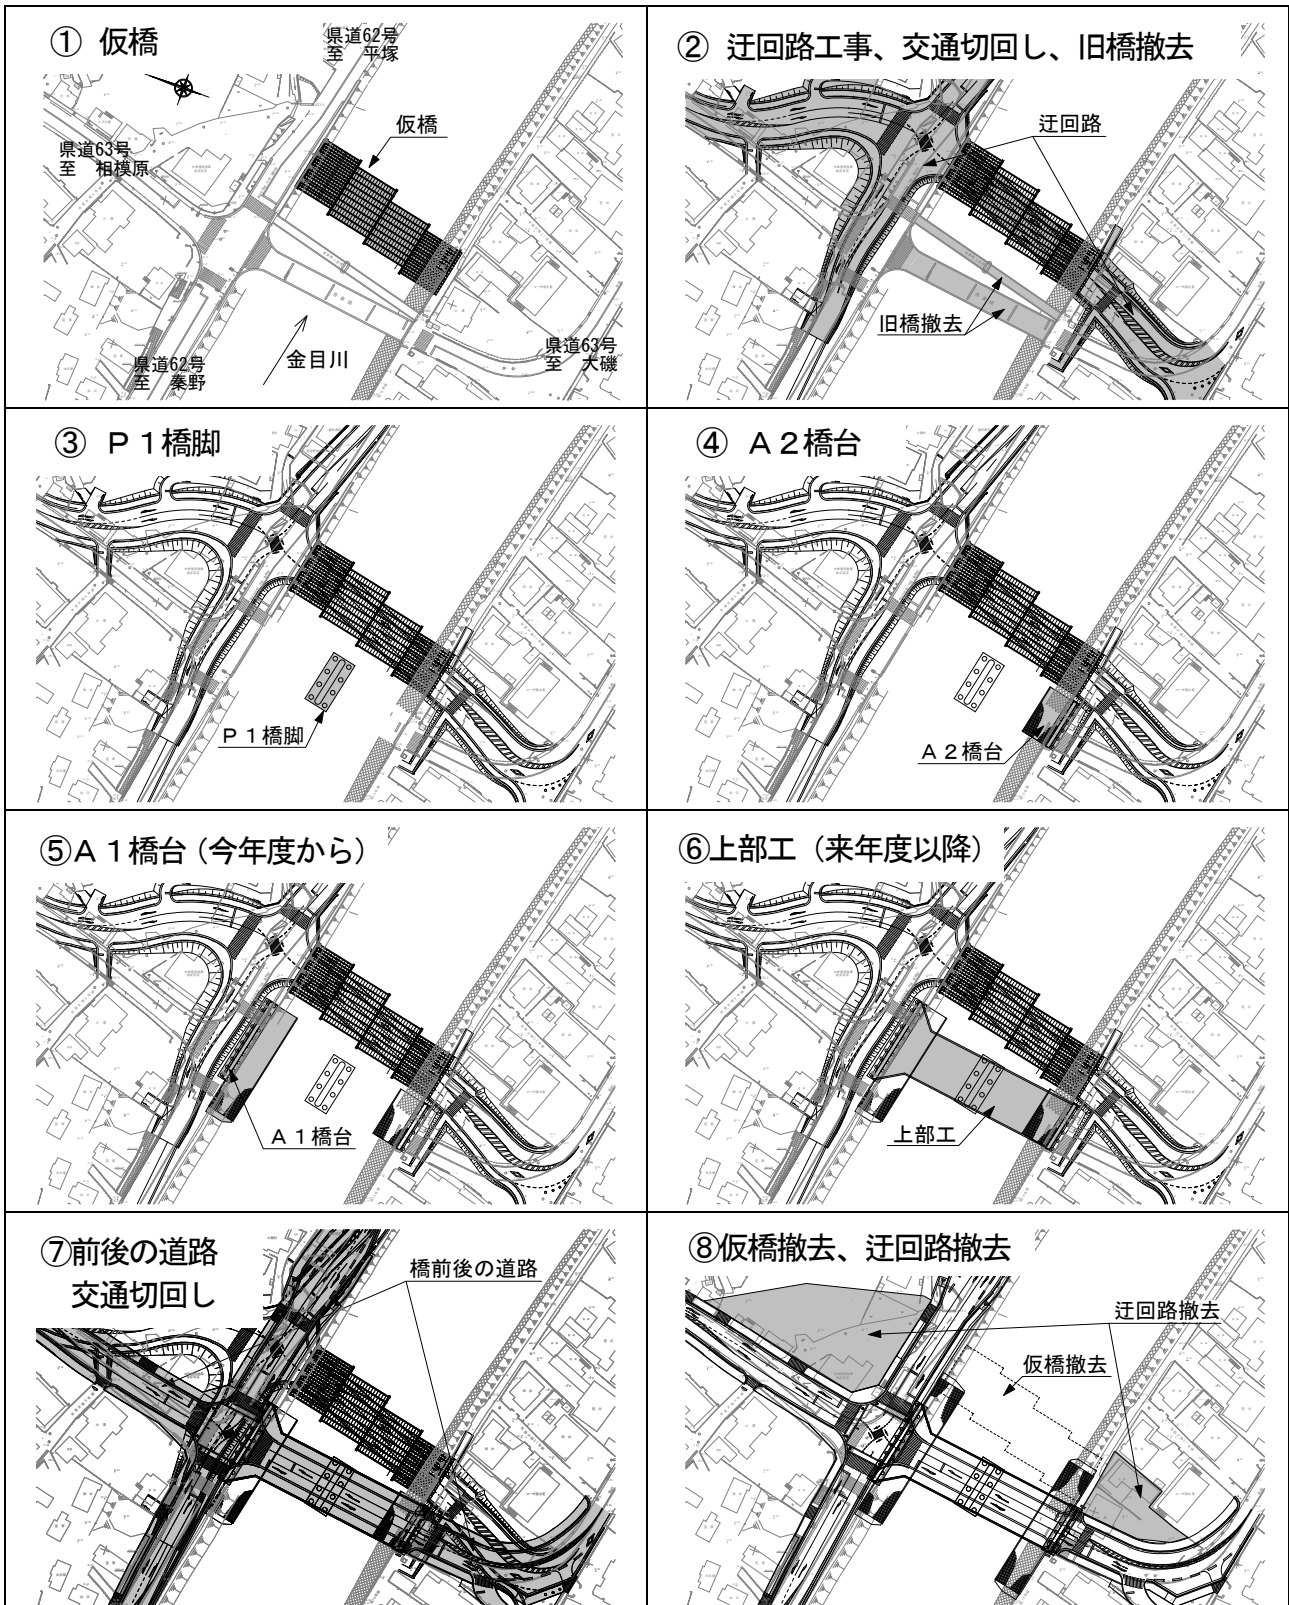 ① 仮橋
県道62号
至 平塚
仮橋
県道63号
至 相模原
県道62号
至 秦野
金目川
県道63号
至 大磯
② 迂回路工事、交通切回し、旧橋撤去
迂回路
旧橋撤去
③ Ｐ１橋脚
Ｐ１橋脚
④ Ａ２橋台
Ａ２橋台
⑤Ａ１橋台（今年度から）
Ａ１橋台
⑥上部工（来年度以降）
上部工
⑦前後の道路
交通切回し
橋前後の道路
⑧仮橋撤去、迂回路撤去
迂回路撤去
仮橋撤去